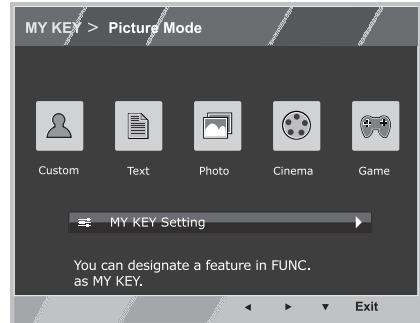 MY KEY > Picture Mode
Custom Text Photo Cinema Game
MY KEY Setting
You can designate a feature in FUNC.
as MY KEY.
Exit